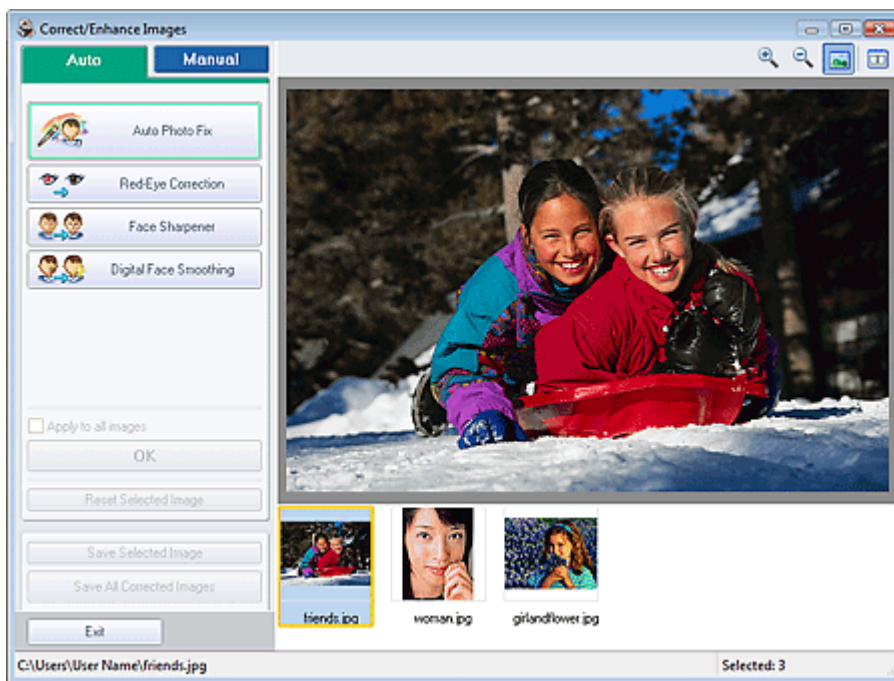 Correct/Enhance Images
Auto
Manual
Auto Photo Fix
Red-Eye Correction
Face Sharpener
Digital Face Smoothing
Apply to all images
OK
Reset Selected Image
Save Selected Image
Save All Corrected Images
Exit
friends.jpg
woman.jpg
girlandflower.jpg
C:\Users\User Name\friends.jpg
Selected: 3